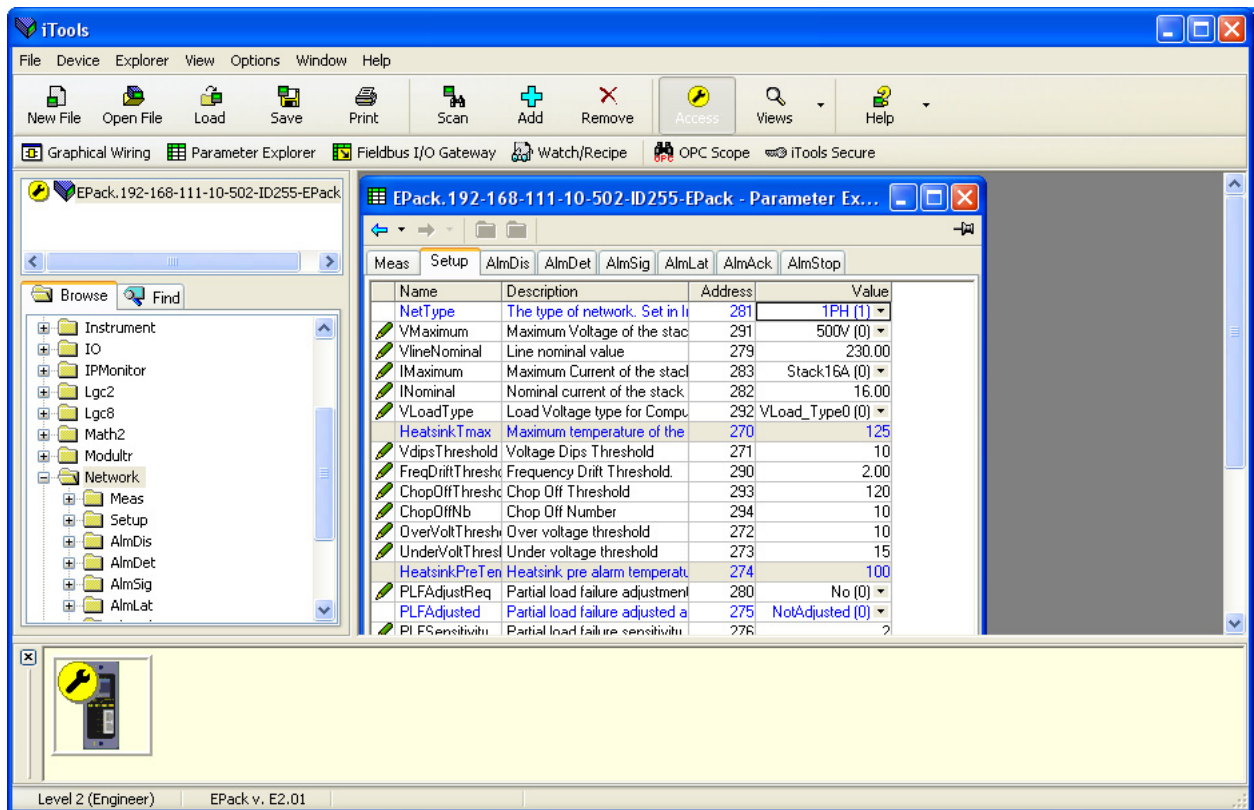 iTools
File Device Explorer View Options Window Help
New File Open File Load Save Print Scan Add Remove Access Views Help
Graphical Wiring Parameter Explorer Fieldbus I/O Gateway Watch/Recipe OPC Scope iTools Secure
EPack.192-168-111-10-502-ID255-EPack
Browse Find
Instrument
IO
IPMonitor
Lgc2
Lgc8
Math2
Modultr
Network
Meas
Setup
AlmDis
AlmDet
AlmSig
AlmLat
EPack.192-168-111-10-502-ID255-EPack - Parameter Ex...
Meas Setup AlmDis AlmDet AlmSig AlmLat AlmAck AlmStop
Name Description Address Value
NetType The type of network. Set in 281 1PH (1)
VMaximum Maximum Voltage of the stac 291 500V (0)
VlineNominal Line nominal value 279 230.00
IMaximum Maximum Current of the stac 283 Stack16A (0)
INominal Nominal current of the stack 282 16.00
VLoadType Load Voltage type for Compu 292 VLoad_Type0 (0)
HeatsinkTmax Maximum temperature of the 270 125
VdipsThreshold Voltage Dips Threshold 271 10
FreqDriftThresho Frequency Drift Threshold. 290 2.00
ChopOffThresho Chop Off Threshold 293 120
ChopOffNb Chop Off Number 294 10
OverVoltThresh Over voltage threshold 272 10
UnderVoltThresl Under voltage threshold 273 15
HeatsinkPreTen Heatsink pre alarm temperatu 274 100
PLFAdjustReq Partial load failure adjustment 280 No (0)
PLFAdjusted Partial load failure adjusted a 275 NotAdjusted (0)
PLFSensitivity Partial load failure sensitivity 276 2
Level 2 (Engineer) EPack v. E2.01